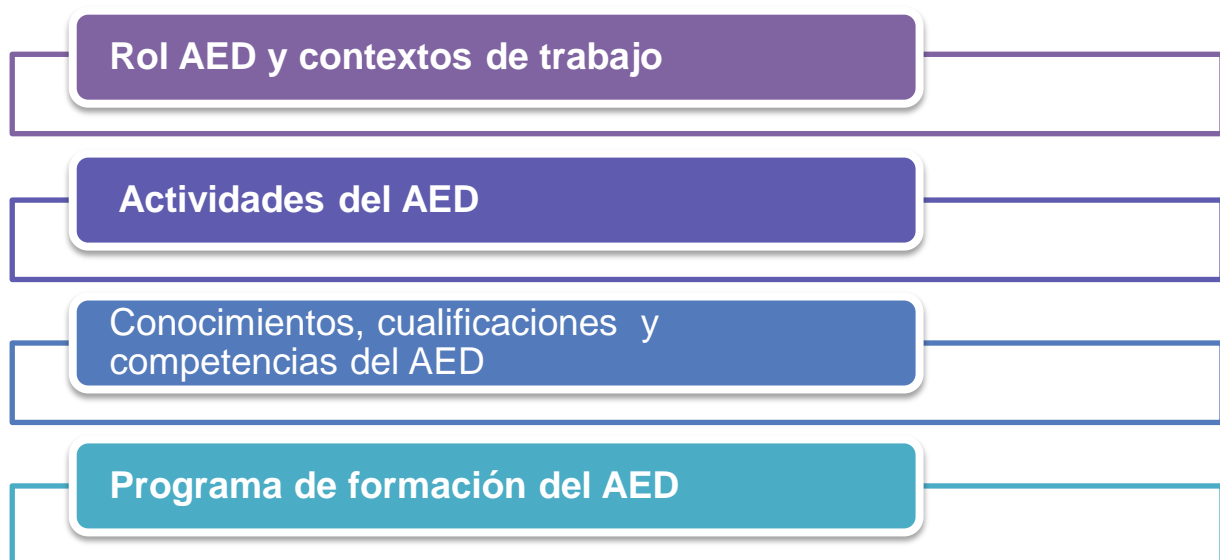 Rol AED y contextos de trabajo
Actividades del AED
Conocimientos, cualificaciones y
competencias del AED
Programa de formación del AED